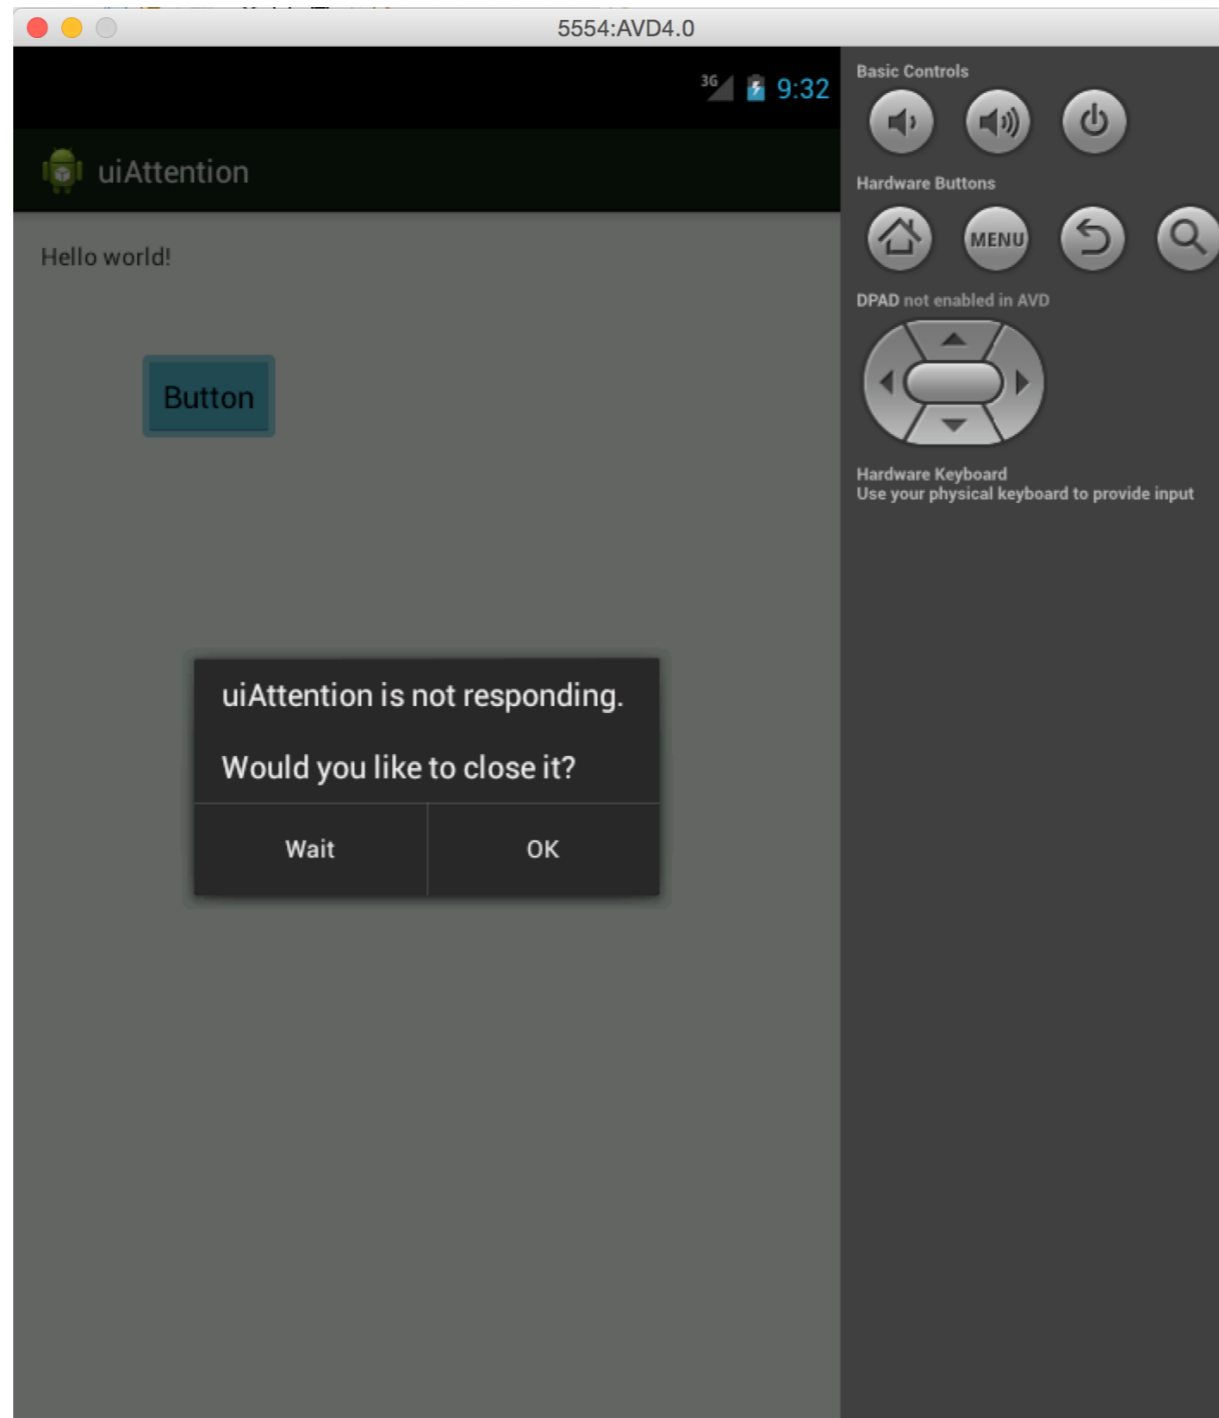 5554:AVD4.0
3G 9:32
uiAttention
Hello world!
Button
uiAttention is not responding.
Would you like to close it?
Wait OK
Basic Controls
Hardware Buttons
MENU
DPAD not enabled in AVD
Hardware Keyboard
Use your physical keyboard to provide input